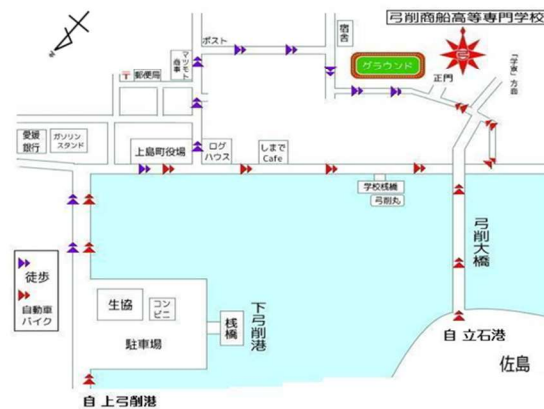 弓削商船高等専門学校
宿舎
ポスト
グラウンド
正門
マツモト
商事
〒郵便局
愛媛
銀行
ガソリン
スタンド
上島町役場
ログ
ハウス
しまで
Cafe
学校桟橋
弓削丸
弓削大橋
徒歩
自動車
バイク
生協
コン
ビニ
駐車場
桟橋
下弓削港
自 立石港
佐島
自 上弓削港